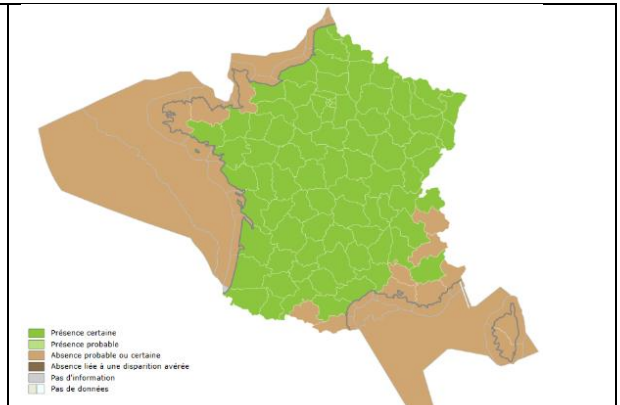 Présence certaine
Présence probable
Absence probable ou certaine
Absence liée à une disparition avérée
Pas d'information
Pas de données